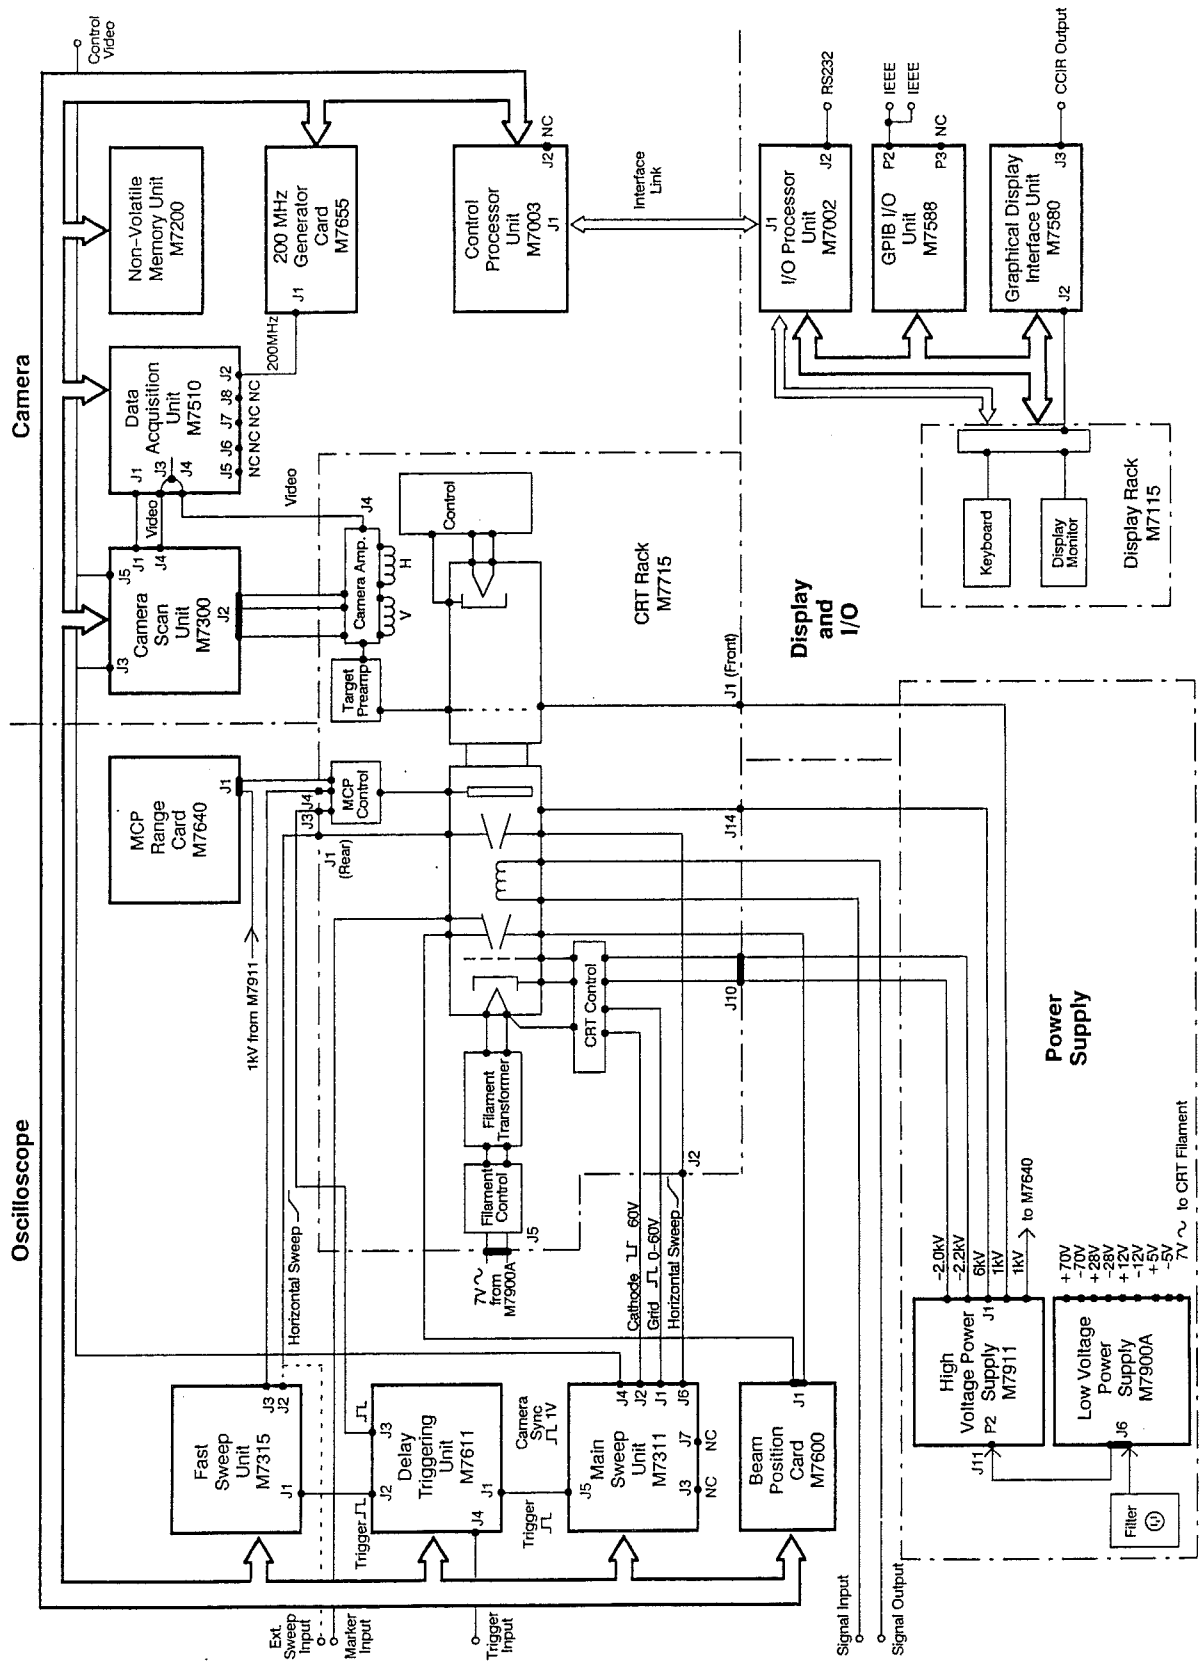 Oscilloscope
Camera
Control
Video
Fast
Sweep
Unit
M7315
J1
J3
J2
Delay
Triggering
Unit
M7611
J2
J4
J1
J3
Trigger
Trigger
Camera
Sync
1V
Main
Sweep
Unit
M7311
J5
J4
J2
J1
J6
J3
NC
J7
NC
Beam
Position
Card
M7600
J1
Ext.
Sweep
Input
Marker
Input
Trigger
Input
Signal Input
Signal Output
Horizontal Sweep
1kV from M7911
Cathode 60V
Grid 0-60V
Horizontal Sweep
J2
7V
from
M7900A
J5
Filament
Control
Filament
Transformer
CRT Control
J10
J14
J1 (Front)
MCP
Range
Card
M7640
J1
J1
(Rear)
J3
J4
MCP
Control
Target
Preamp
Camera Amp.
J4
V
H
Control
CRT Rack
M7715
Video
Camera
Scan
Unit
M7300
J3
J5
J1
J4
J2
Video
Data
Acquisition
Unit
M7510
J1
J3
J4
J5 J6 J7 J8 J2
NC NC NC NC
200MHz
Non-Volatile
Memory Unit
M7200
200 MHz
Generator
Card
M7655
J1
Control
Processor
Unit
M7003
J2 NC
J1
Interface
Link
Display
and
I/O
J1
I/O Processor
Unit
M7002
J2
RS232
GPIB I/O
Unit
M7588
P2
IEEE
IEEE
P3 NC
Graphical Display
Interface Unit
M7580
J2
J3
CCIR Output
Keyboard
Display
Monitor
Display Rack
M7115
Power
Supply
High
Voltage Power
Supply
M7911
P2
J1
J11
-2.0kV
-2.2kV
6kV
1kV
1kV
to M7640
Low Voltage
Power
Supply
M7900A
J6
+70V
-70V
+28V
-28V
+12V
-12V
+5V
-5V
7V to CRT Filament
Filter